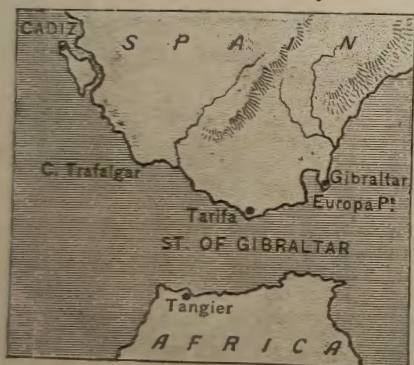 CADIZ
S P A I N
C. Trafalgar
Gibraltar
Tarifa
Europa Pt.
ST. OF GIBRALTAR
Tangier
A F R I C A